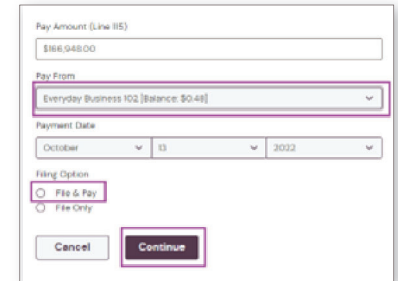 Pay Amount (Line 115)
$166,948.00
Pay From
Everyday Business 102 [Balance: $0.48]
Payment Date
October 13 2022
Filing Option
File & Pay
File Only
Cancel Continue